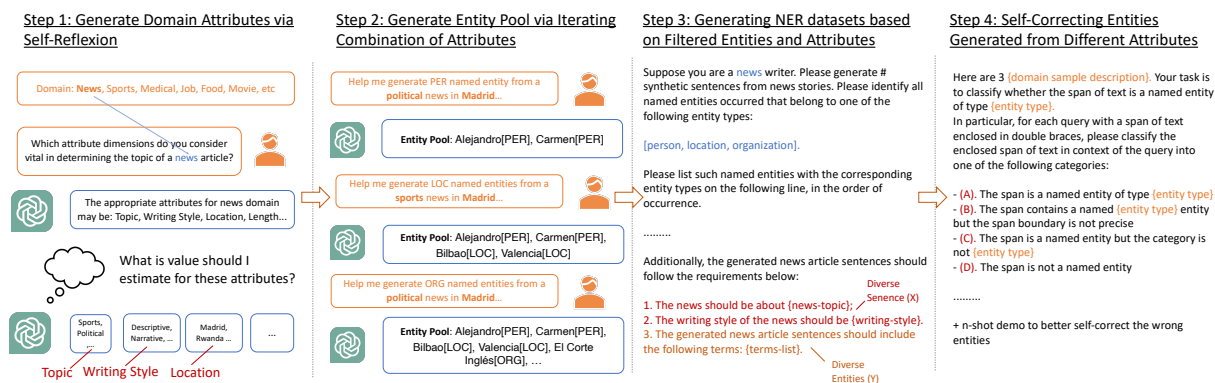 Step 1: Generate Domain Attributes via
Self-Reflexion
Domain: News, Sports, Medical, Job, Food, Movie, etc
Which attribute dimensions do you consider
vital in determining the topic of a news article?
The appropriate attributes for news domain
may be: Topic, Writing Style, Location, Length...
What is value should I
estimate for these attributes?
Sports,
Political
,...
Descriptive,
Narrative, ...
Madrid,
Rwanda ...
...
Topic
Writing Style
Location
Step 2: Generate Entity Pool via Iterating
Combination of Attributes
Help me generate PER named entity from a
political news in Madrid...
Entity Pool: Alejandro[PER], Carmen[PER]
Help me generate LOC named entities from a
sports news in Madrid...
Entity Pool: Alejandro[PER], Carmen[PER],
Bilbao[LOC], Valencia[LOC]
Help me generate ORG named entities from a
political news in Madrid...
Entity Pool: Alejandro[PER], Carmen[PER],
Bilbao[LOC], Valencia[LOC], El Corte
Inglés[ORG], ...
Step 3: Generating NER datasets based
on Filtered Entities and Attributes
Suppose you are a news writer. Please generate #
synthetic sentences from news stories. Please identify all
named entities occurred that belong to one of the
following entity types:
[person, location, organization].
Please list such named entities with the corresponding
entity types on the following line, in the order of
occurrence.
.........
Additionally, the generated news article sentences should
follow the requirements below:
Diverse
Senence (X)
1. The news should be about {news-topic};
2. The writing style of the news should be {writing-style}.
3. The generated news article sentences should include
the following terms: {terms-list}.
Diverse
Entities (Y)
Step 4: Self-Correcting Entities
Generated from Different Attributes
Here are 3 {domain sample description}. Your task is
to classify whether the span of text is a named entity
of type {entity type}.
In particular, for each query with a span of text
enclosed in double braces, please classify the
enclosed span of text in context of the query into
one of the following categories:
- (A). The span is a named entity of type {entity type}
- (B). The span contains a named {entity type} entity
but the span boundary is not precise
- (C). The span is a named entity but the category is
not {entity type}
- (D). The span is not a named entity
.........
+ n-shot demo to better self-correct the wrong
entities